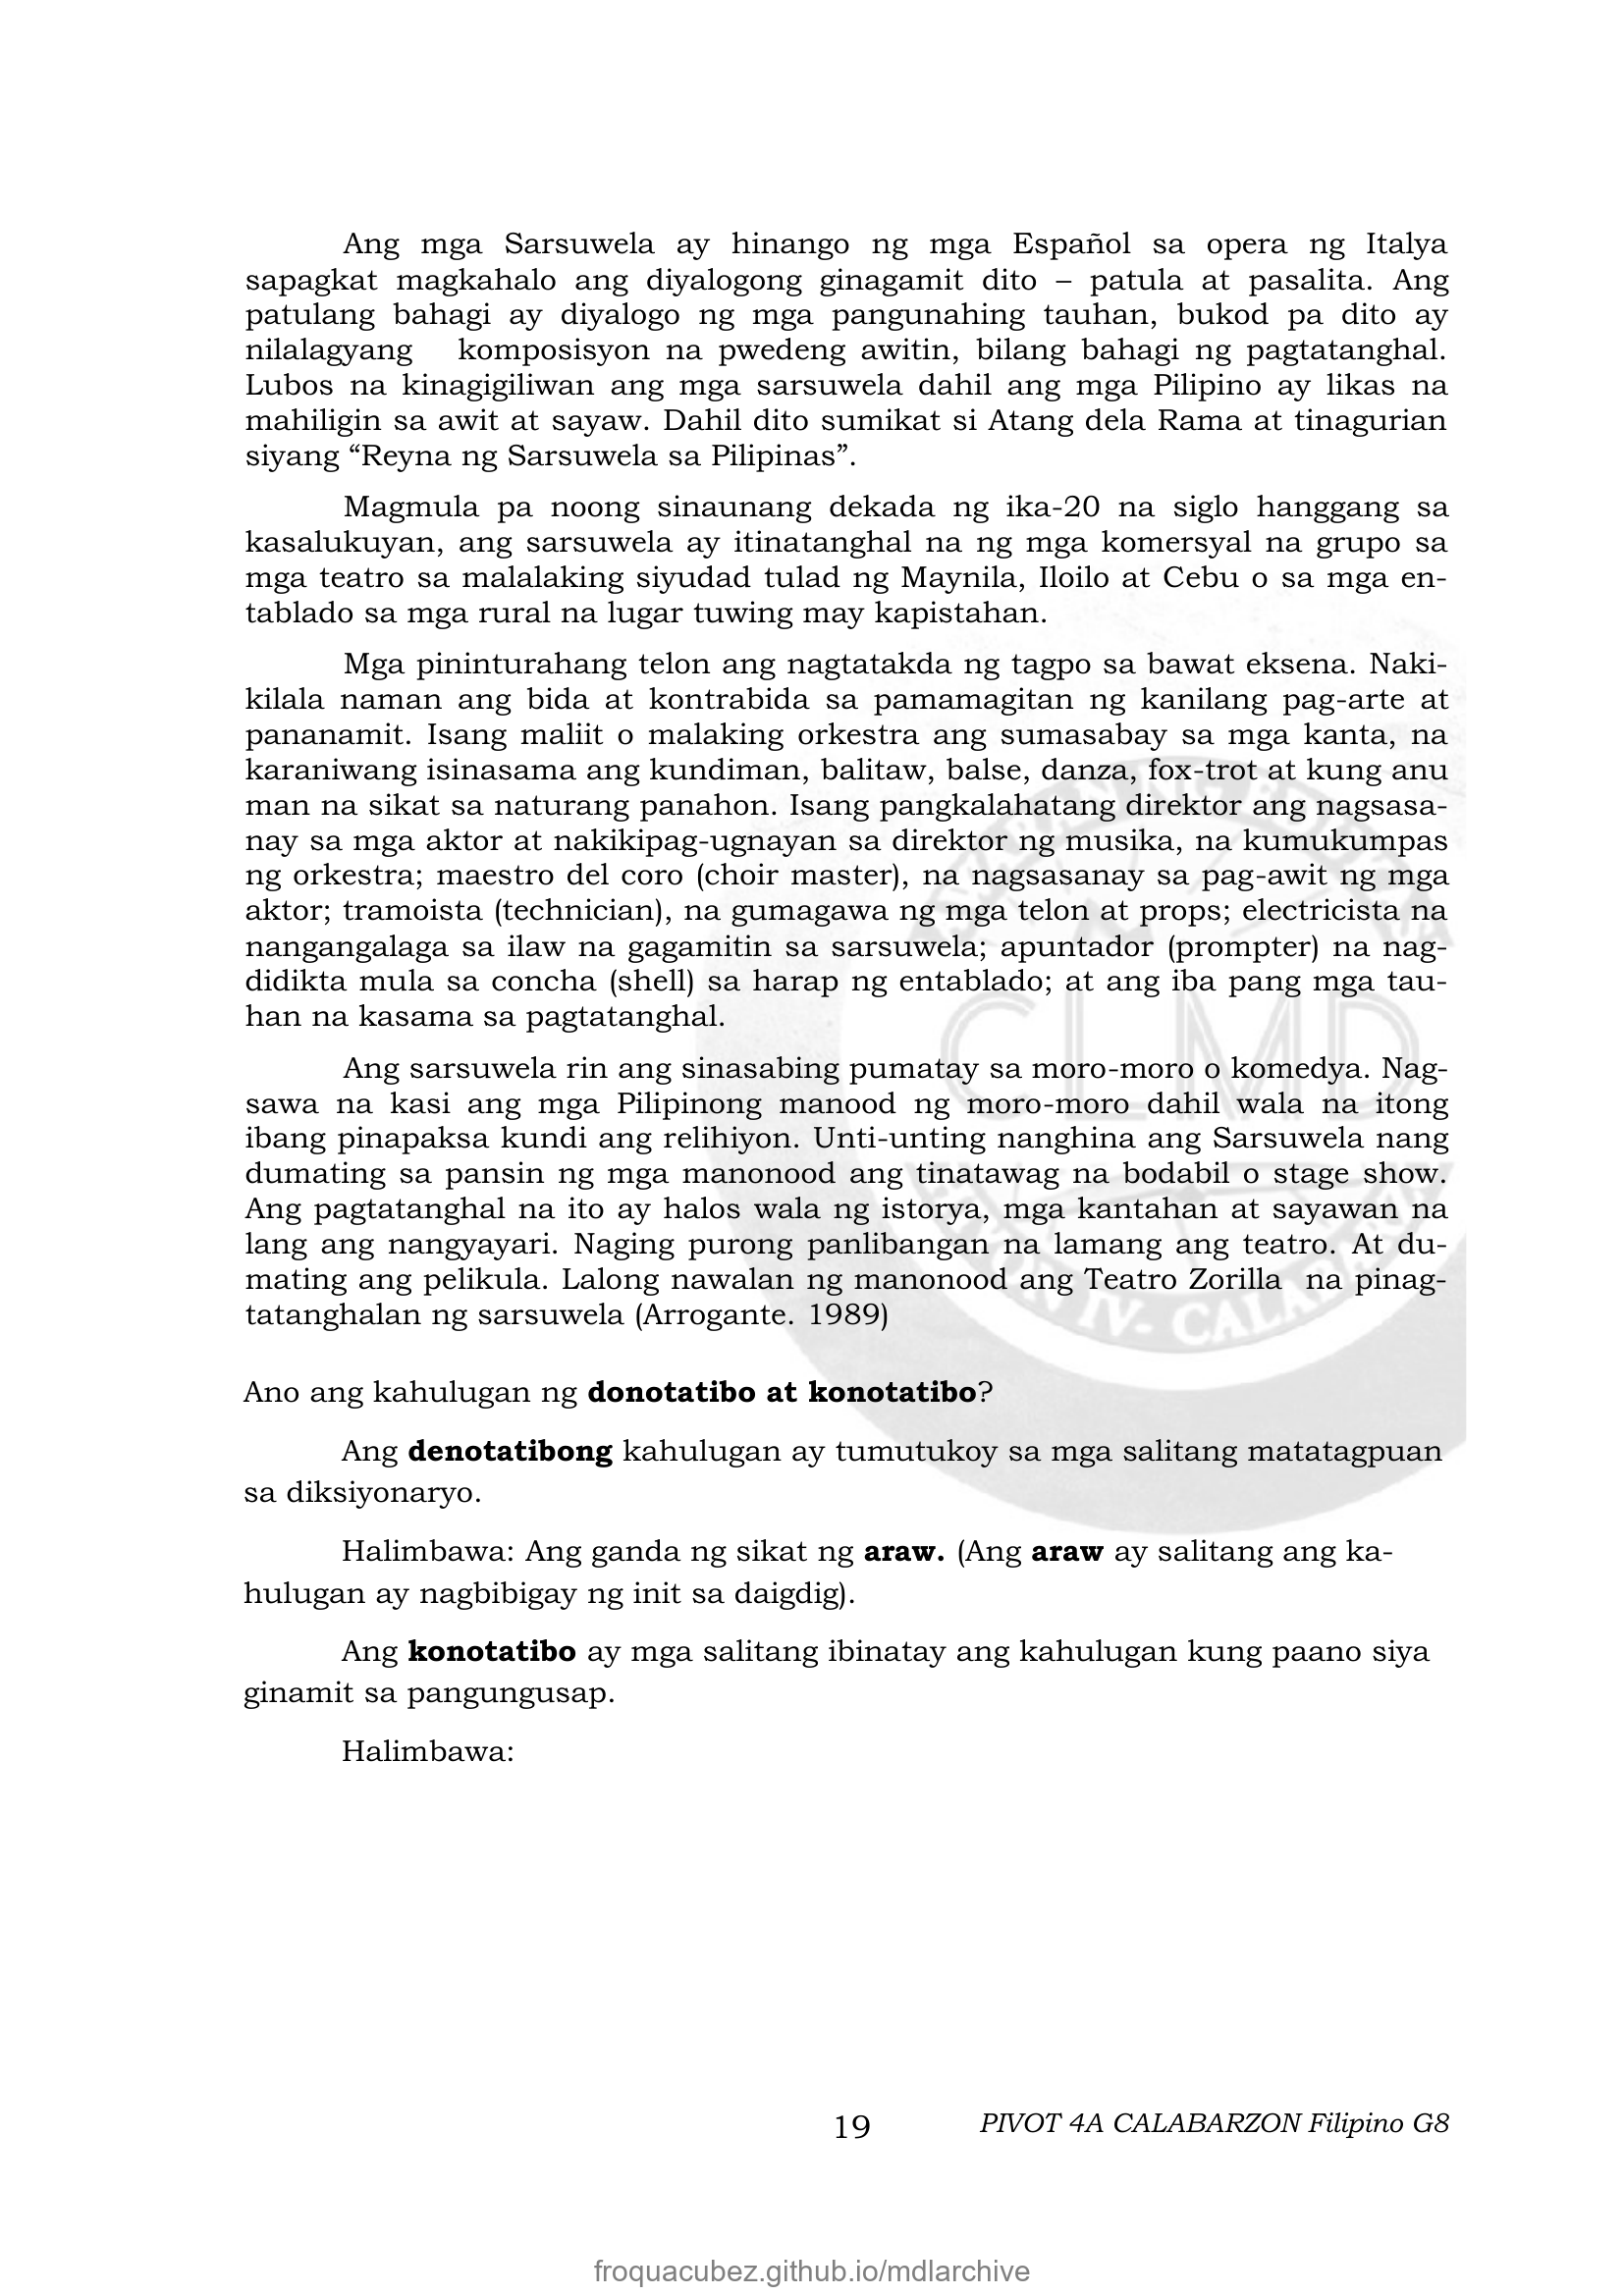 Ang mga Sarsuwela ay hinango ng mga Español sa opera ng Italya
sapagkat magkahalo ang diyalogong ginagamit dito – patula at pasalita. Ang
patulang bahagi ay diyalogo ng mga pangunahing tauhan, bukod pa dito ay
nilalagyang komposisyon na pwedeng awitin, bilang bahagi ng pagtatanghal.
Lubos na kinagigiliwan ang mga sarsuwela dahil ang mga Pilipino ay likas na
mahiligin sa awit at sayaw. Dahil dito sumikat si Atang dela Rama at tinagurian
siyang “Reyna ng Sarsuwela sa Pilipinas”.
Magmula pa noong sinaunang dekada ng ika-20 na siglo hanggang sa
kasalukuyan, ang sarsuwela ay itinatanghal na ng mga komersyal na grupo sa
mga teatro sa malalaking siyudad tulad ng Maynila, Iloilo at Cebu o sa mga en-
tablado sa mga rural na lugar tuwing may kapistahan.
Mga pininturahang telon ang nagtatakda ng tagpo sa bawat eksena. Naki-
kilala naman ang bida at kontrabida sa pamamagitan ng kanilang pag-arte at
pananamit. Isang maliit o malaking orkestra ang sumasabay sa mga kanta, na
karaniwang isinasama ang kundiman, balitaw, balse, danza, fox-trot at kung anu
man na sikat sa naturang panahon. Isang pangkalahatang direktor ang nagsasa-
nay sa mga aktor at nakikipag-ugnayan sa direktor ng musika, na kumukumpas
ng orkestra; maestro del coro (choir master), na nagsasanay sa pag-awit ng mga
aktor; tramoista (technician), na gumagawa ng mga telon at props; electricista na
nangangalaga sa ilaw na gagamitin sa sarsuwela; apuntador (prompter) na nag-
didikta mula sa concha (shell) sa harap ng entablado; at ang iba pang mga tau-
han na kasama sa pagtatanghal.
Ang sarsuwela rin ang sinasabing pumatay sa moro-moro o komedya. Nag-
sawa na kasi ang mga Pilipinong manood ng moro-moro dahil wala na itong
ibang pinapaksa kundi ang relihiyon. Unti-unting nanghina ang Sarsuwela nang
dumating sa pansin ng mga manonood ang tinatawag na bodabil o stage show.
Ang pagtatanghal na ito ay halos wala ng istorya, mga kantahan at sayawan na
lang ang nangyayari. Naging purong panlibangan na lamang ang teatro. At du-
mating ang pelikula. Lalong nawalan ng manonood ang Teatro Zorilla na pinag-
tatanghalan ng sarsuwela (Arrogante. 1989)
Ano ang kahulugan ng donotatibo at konotatibo?
Ang denotatibong kahulugan ay tumutukoy sa mga salitang matatagpuan
sa diksiyonaryo.
Halimbawa: Ang ganda ng sikat ng araw. (Ang araw ay salitang ang ka-
hulugan ay nagbibigay ng init sa daigdig).
Ang konotatibo ay mga salitang ibinatay ang kahulugan kung paano siya
ginamit sa pangungusap.
Halimbawa:
CLMD
19 PIVOT 4A CALABARZON Filipino G8
froquacubez.github.io/mdlarchive